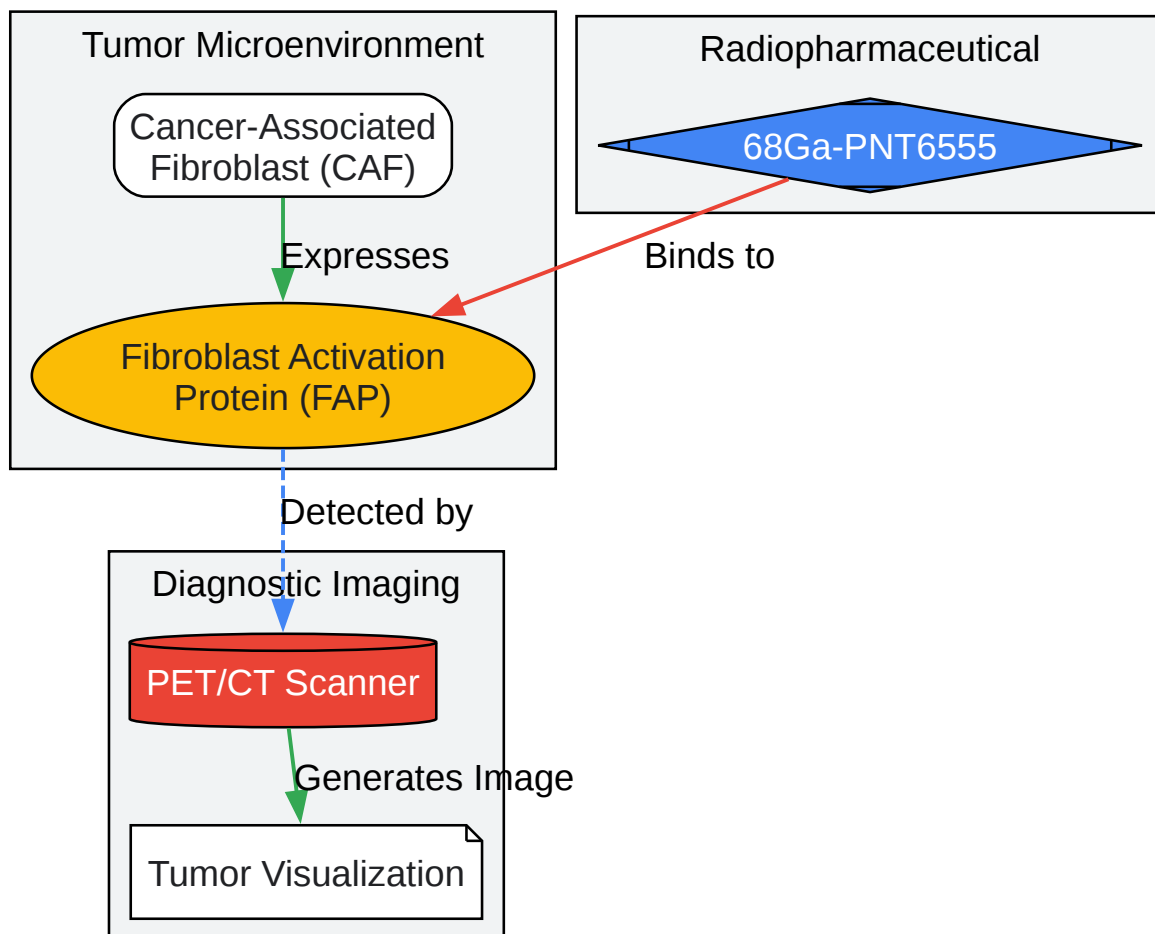 Tumor Microenvironment
Radiopharmaceutical
Cancer-Associated
Fibroblast (CAF)
68Ga-PNT6555
Expresses
Binds to
Fibroblast Activation
Protein (FAP)
Detected by
Diagnostic Imaging
PET/CT Scanner
Generates Image
Tumor Visualization